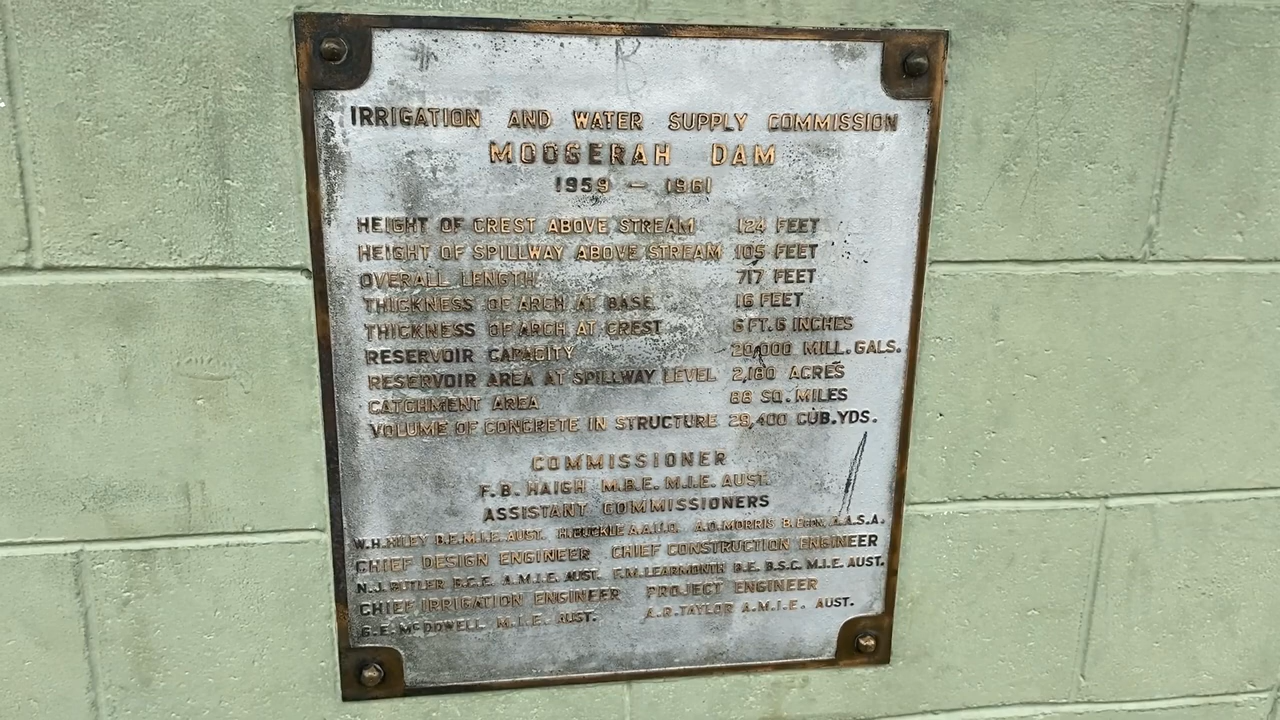 IRRIGATION AND WATER SUPPLY COMMISSION
MOOGERAH DAM
1959 — 1961
HEIGHT OF CREST ABOVE STREAM 124 FEET
HEIGHT OF SPILLWAY ABOVE STREAM 105 FEET
OVERALL LENGTH 717 FEET
THICKNESS OF ARCH AT BASE 16 FEET
THICKNESS OF ARCH AT CREST 6 FT. 6 INCHES
RESERVOIR CAPACITY 20,000 MILL. GALS.
RESERVOIR AREA AT SPILLWAY LEVEL 2,180 ACRES
CATCHMENT AREA 88 SQ. MILES
VOLUME OF CONCRETE IN STRUCTURE 29,400 CUB. YDS.
COMMISSIONER
F. B. HAIGH M.B.E. M.I.E. AUST.
ASSISTANT COMMISSIONERS
W. H. HILEY B.E. M.I.E. AUST. H. BUCKLE A.A.U.Q. A. O. MORRIS B. ECON. A.A.S.A.
CHIEF DESIGN ENGINEER CHIEF CONSTRUCTION ENGINEER
N. J. BUTLER B.C.E. A.M.I.E. AUST. F. M. LEARMONTH B.E. B.S.C. M.I.E. AUST.
CHIEF IRRIGATION ENGINEER PROJECT ENGINEER
MCDOWELL M.I.E. AUST. TAYLOR A.M.I.E. AUST.